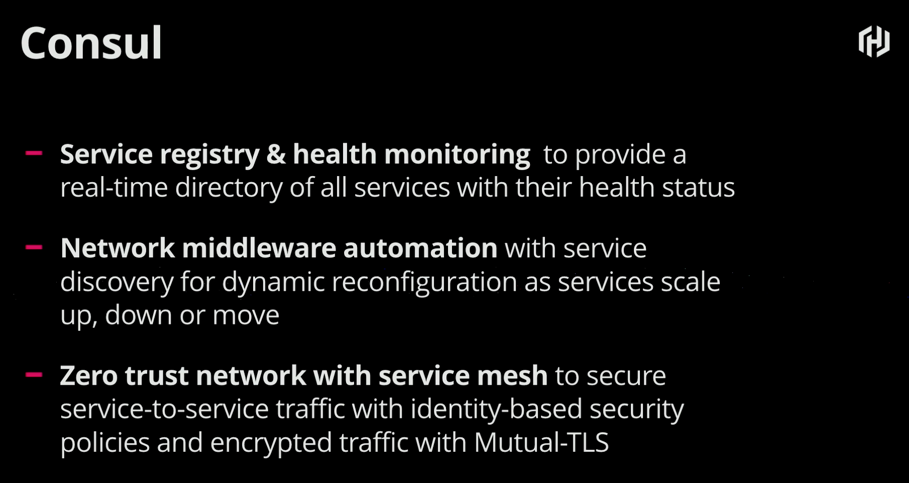 Consul
Service registry & health monitoring to provide a
real-time directory of all services with their health status
Network middleware automation with service
discovery for dynamic reconfiguration as services scale
up, down or move
Zero trust network with service mesh to secure
service-to-service traffic with identity-based security
policies and encrypted traffic with Mutual-TLS